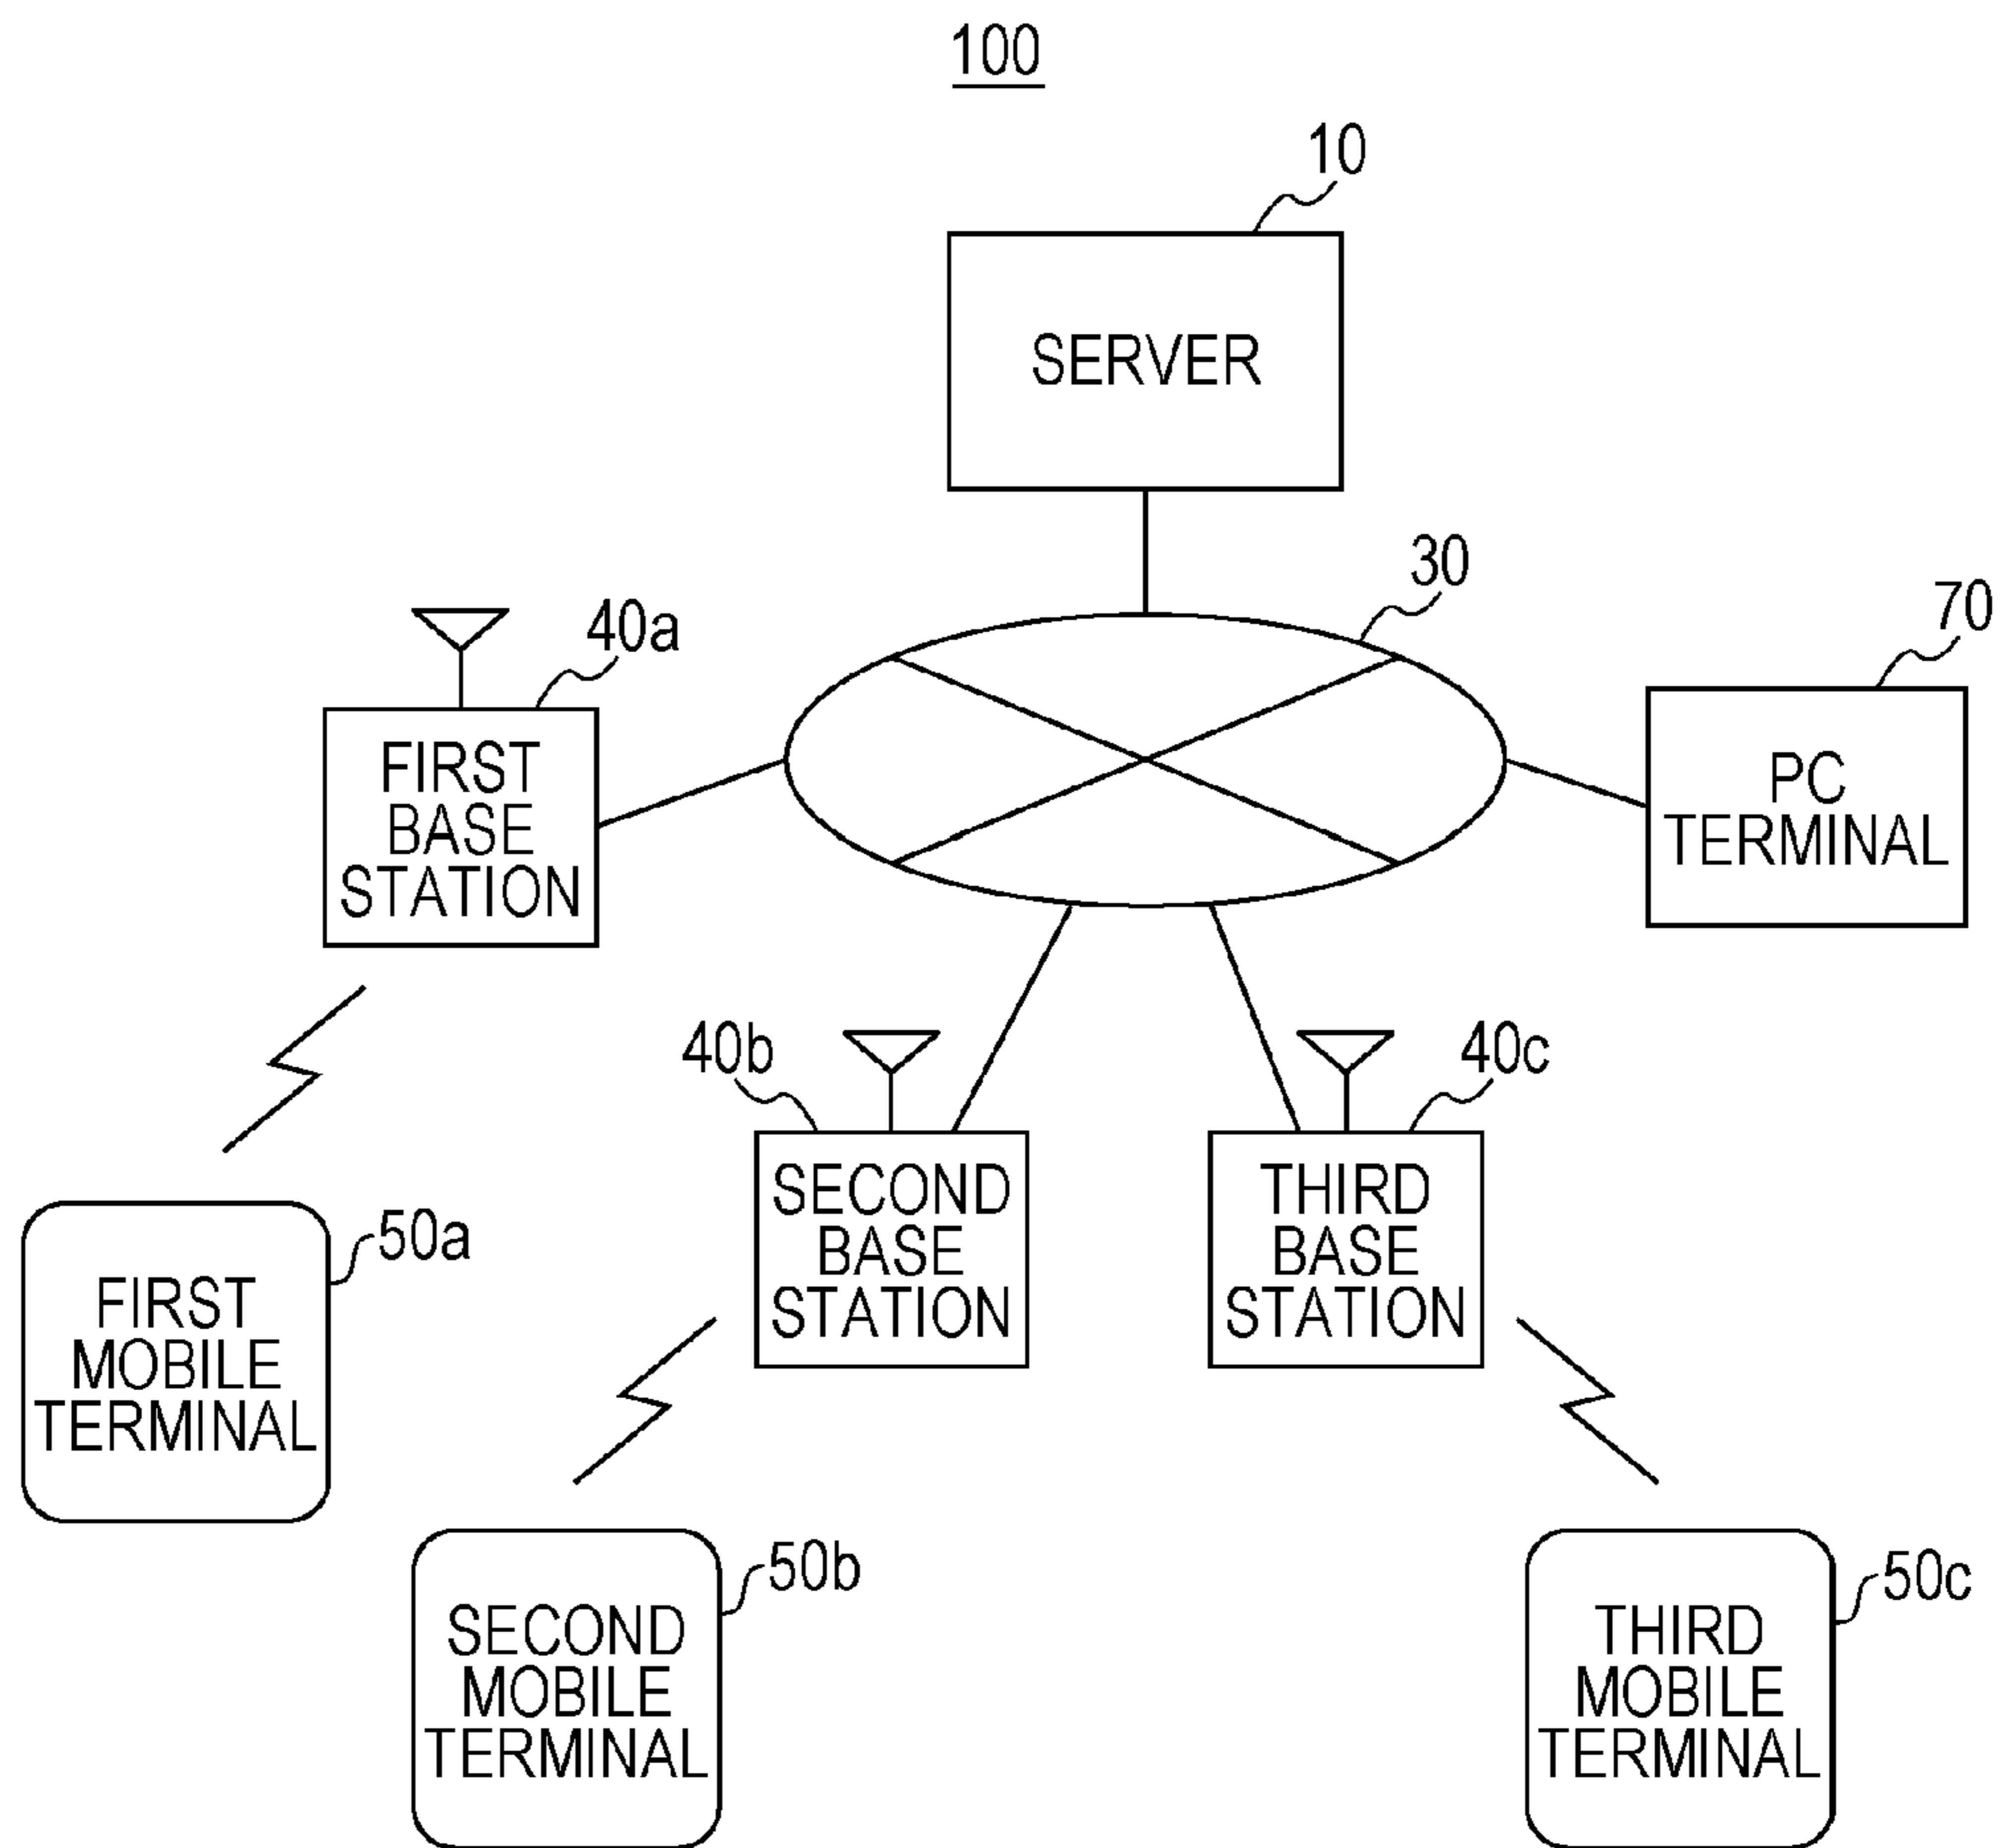 100
10
SERVER
30
70
40a
FIRST
BASE
STATION
PC
TERMINAL
40b
40c
SECOND
BASE
STATION
THIRD
BASE
STATION
50a
FIRST
MOBILE
TERMINAL
50b
SECOND
MOBILE
TERMINAL
50c
THIRD
MOBILE
TERMINAL